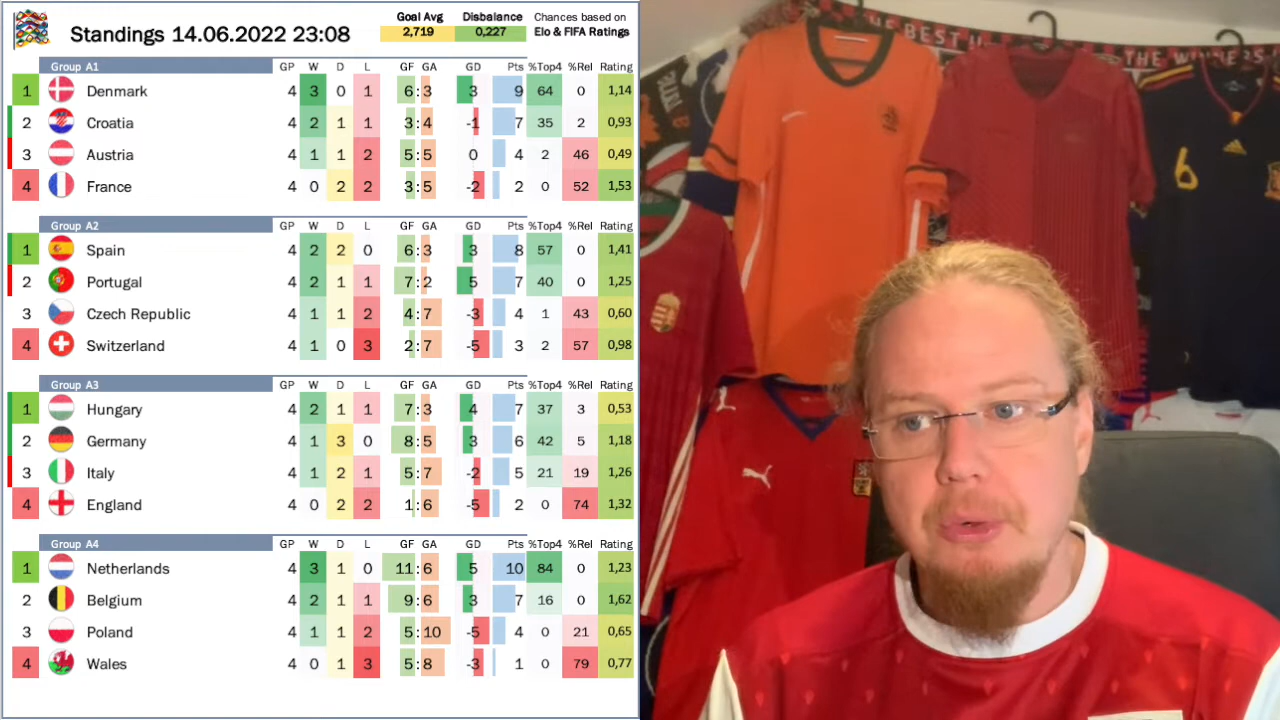 Standings 14.06.2022 23:08
Goal Avg Disbalance Chances based on
2,719 0,227 Elo & FIFA Ratings
Group A1 GP W D L GF GA GD Pts %Top4 %Rel Rating
1 Denmark 4 3 0 1 6:3 3 9 64 0 1,14
2 Croatia 4 2 1 1 3:4 -1 7 35 2 0,93
3 Austria 4 1 1 2 5:5 0 4 2 46 0,49
4 France 4 0 2 2 3:5 -2 2 0 52 1,53
Group A2 GP W D L GF GA GD Pts %Top4 %Rel Rating
1 Spain 4 2 2 0 6:3 3 8 57 0 1,41
2 Portugal 4 2 1 1 7:2 5 7 40 0 1,25
3 Czech Republic 4 1 1 2 4:7 -3 4 1 43 0,60
4 Switzerland 4 1 0 3 2:7 -5 3 2 57 0,98
Group A3 GP W D L GF GA GD Pts %Top4 %Rel Rating
1 Hungary 4 2 1 1 7:3 4 7 37 3 0,53
2 Germany 4 1 3 0 8:5 3 6 42 5 1,18
3 Italy 4 1 2 1 5:7 -2 5 21 19 1,26
4 England 4 0 2 2 1:6 -5 2 0 74 1,32
Group A4 GP W D L GF GA GD Pts %Top4 %Rel Rating
1 Netherlands 4 3 1 0 11:6 5 10 84 0 1,23
2 Belgium 4 2 1 1 9:6 3 7 16 0 1,62
3 Poland 4 1 1 2 5:10 -5 4 0 21 0,65
4 Wales 4 0 1 3 5:8 -3 1 0 79 0,77
THE BEST
THE WINNERS
6